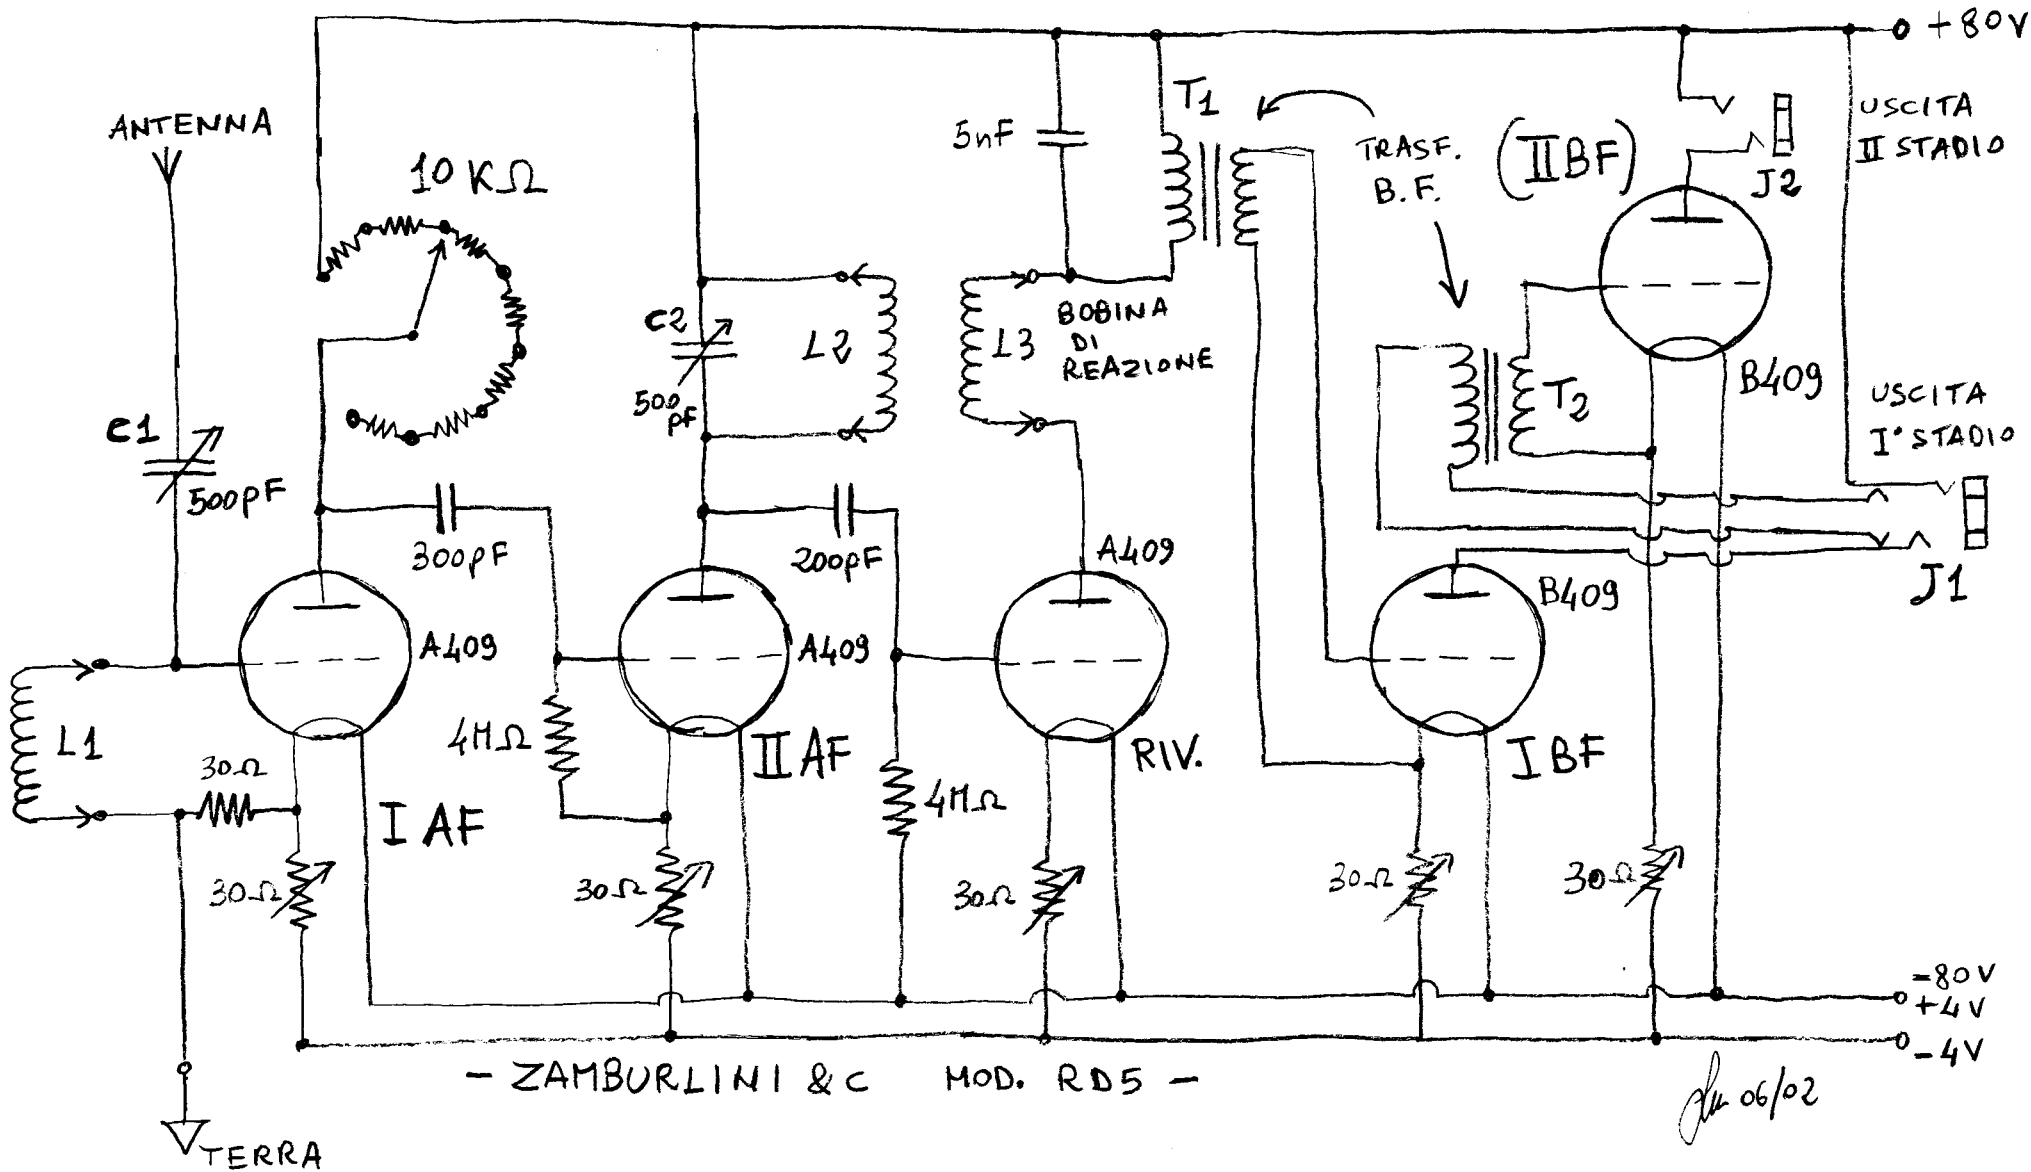 +80V
ANTENNA
10KΩ
C1
500pF
300pF
A409
L1
30Ω
30Ω
I AF
C2
500
pF
L2
200pF
4MΩ
A409
II AF
30Ω
5nF
T1
L3
BOBINA
DI
REAZIONE
A409
RIV.
4MΩ
30Ω
TRASF.
B.F.
(II BF)
J2
USCITA
II STADIO
B409
T2
USCITA
I° STADIO
J1
B409
I BF
30Ω
30Ω
-80V
+4V
-4V
- ZAMBURLINI & C MOD. RD5 -
06/02
TERRA